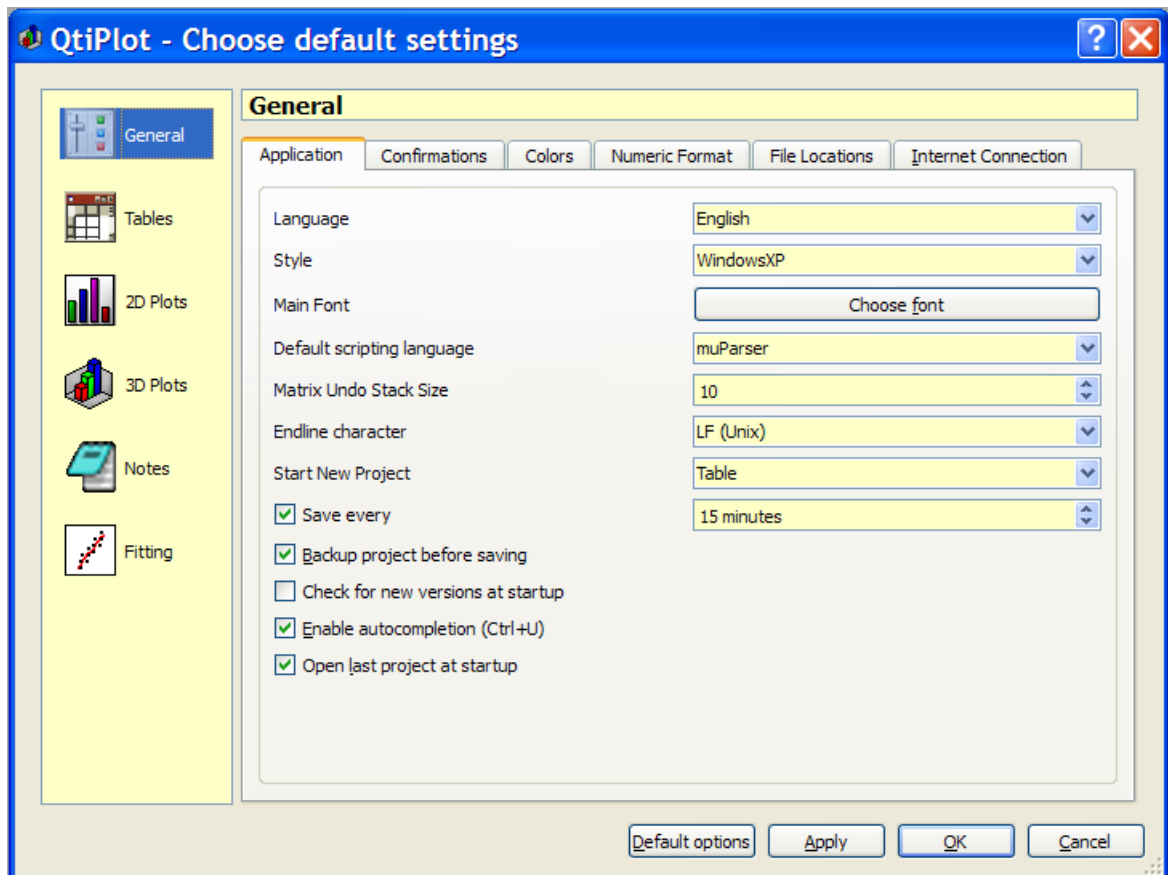 QtiPlot - Choose default settings
General
Tables
2D Plots
3D Plots
Notes
Fitting
General
Application Confirmations Colors Numeric Format File Locations Internet Connection
Language English
Style WindowsXP
Main Font Choose font
Default scripting language muParser
Matrix Undo Stack Size 10
Endline character LF (Unix)
Start New Project Table
Save every 15 minutes
Backup project before saving
Check for new versions at startup
Enable autocompletion (Ctrl+U)
Open last project at startup
Default options Apply OK Cancel